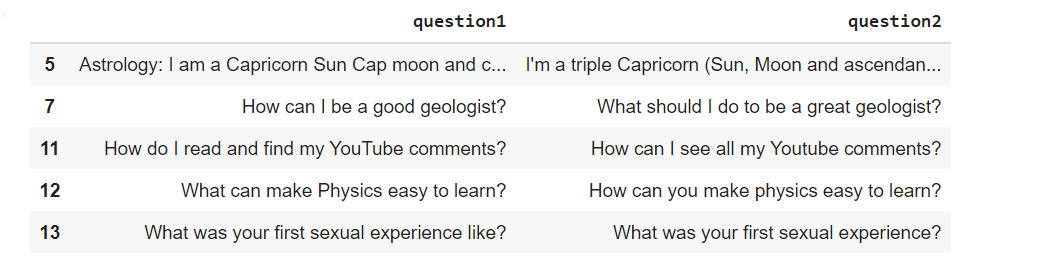 question1 question2
5 Astrology: I am a Capricorn Sun Cap moon and c... I'm a triple Capricorn (Sun, Moon and ascendan...
7 How can I be a good geologist? What should I do to be a great geologist?
11 How do I read and find my YouTube comments? How can I see all my Youtube comments?
12 What can make Physics easy to learn? How can you make physics easy to learn?
13 What was your first sexual experience like? What was your first sexual experience?